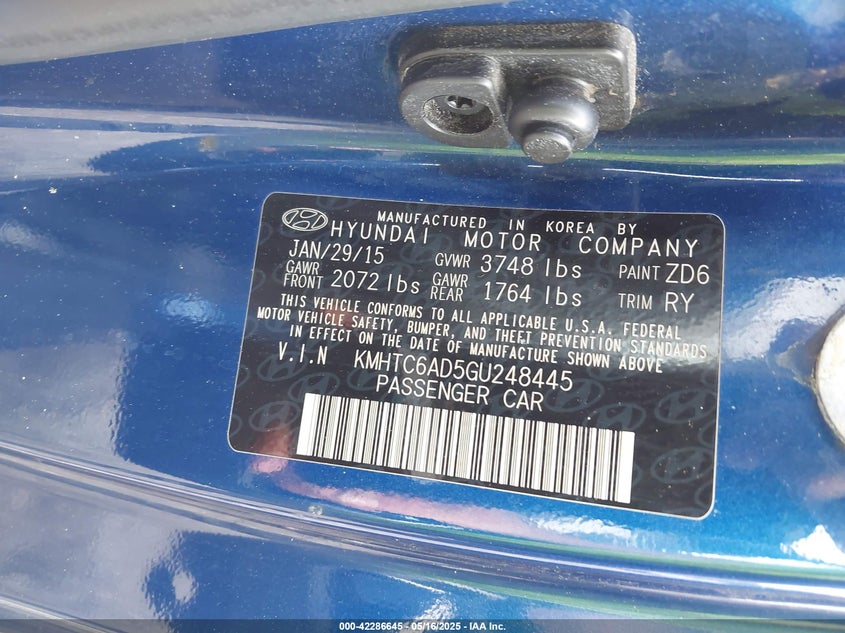 MANUFACTURED IN KOREA BY
HYUNDAI MOTOR COMPANY
JAN/29/15 GVWR 3748 lbs PAINT ZD6
GAWR FRONT 2072 lbs GAWR REAR 1764 lbs TRIM RY
THIS VEHICLE CONFORMS TO ALL APPLICABLE U.S.A. FEDERAL
MOTOR VEHICLE SAFETY, BUMPER, AND THEFT PREVENTION STANDARDS
IN EFFECT ON THE DATE OF MANUFACTURE SHOWN ABOVE
V.I.N KMHTC6AD5GU248445
PASSENGER CAR
000-42286645 - 05/16/2025 - IAA Inc.